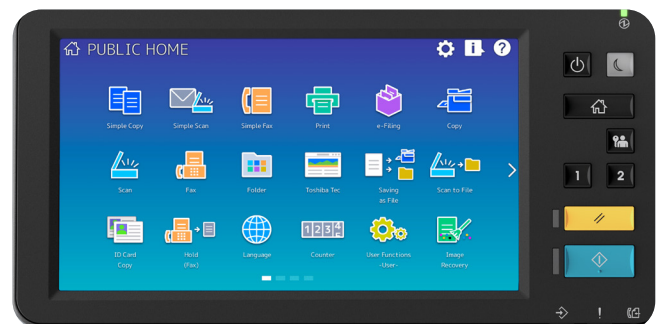 PUBLIC HOME
i ?
Simple Copy Simple Scan Simple Fax Print e-Filing Copy
Scan Fax Folder Toshiba Tec Saving as File Scan to File
ID Card Copy Hold (Fax) Language Counter User Functions -User- Image Recovery
1234
1 2
!